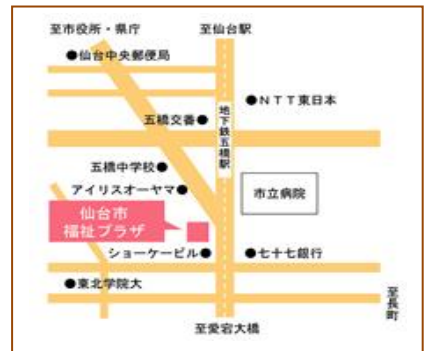 至市役所・県庁
至仙台駅
●仙台中央郵便局
●NTT東日本
五橋交番●
地下鉄五橋駅
五橋中学校●
アイリスオーヤマ●
市立病院
仙台市
福祉プラザ
ショーケービル●
●七十七銀行
●東北学院大
至長町
至愛宕大橋